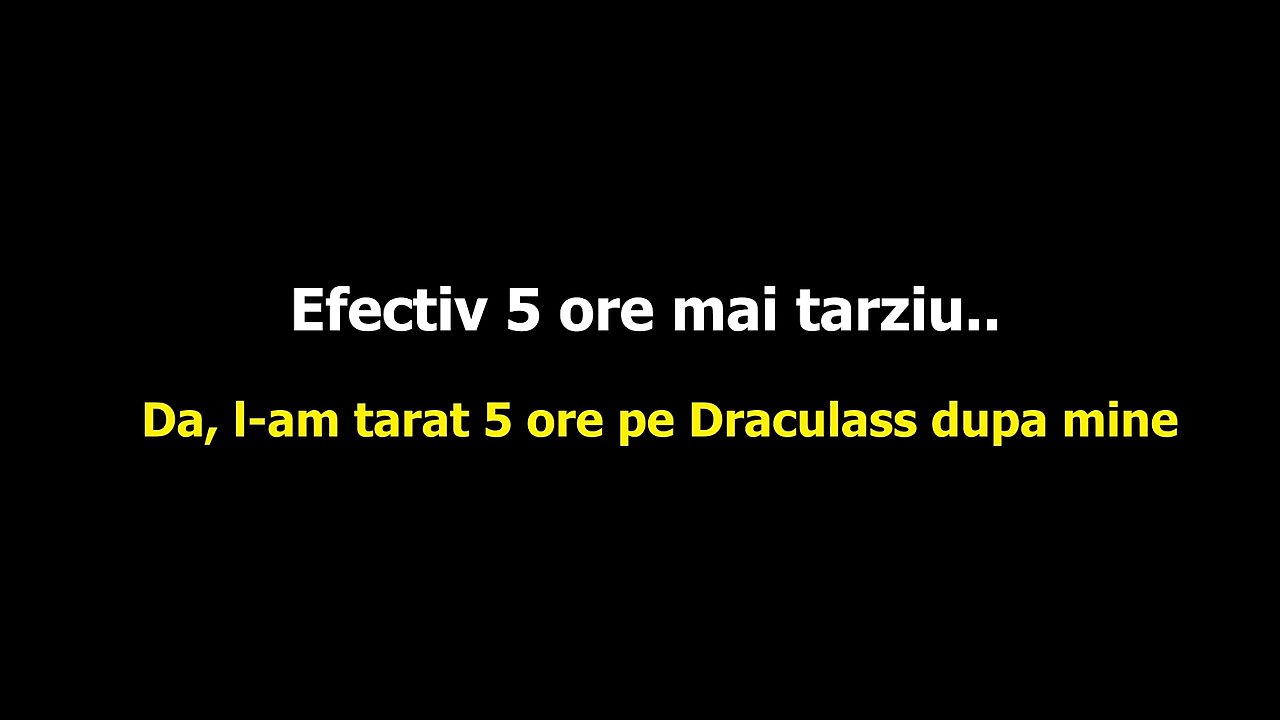 Efectiv 5 ore mai tarziu..
Da, l-am tarat 5 ore pe Draculass dupa mine